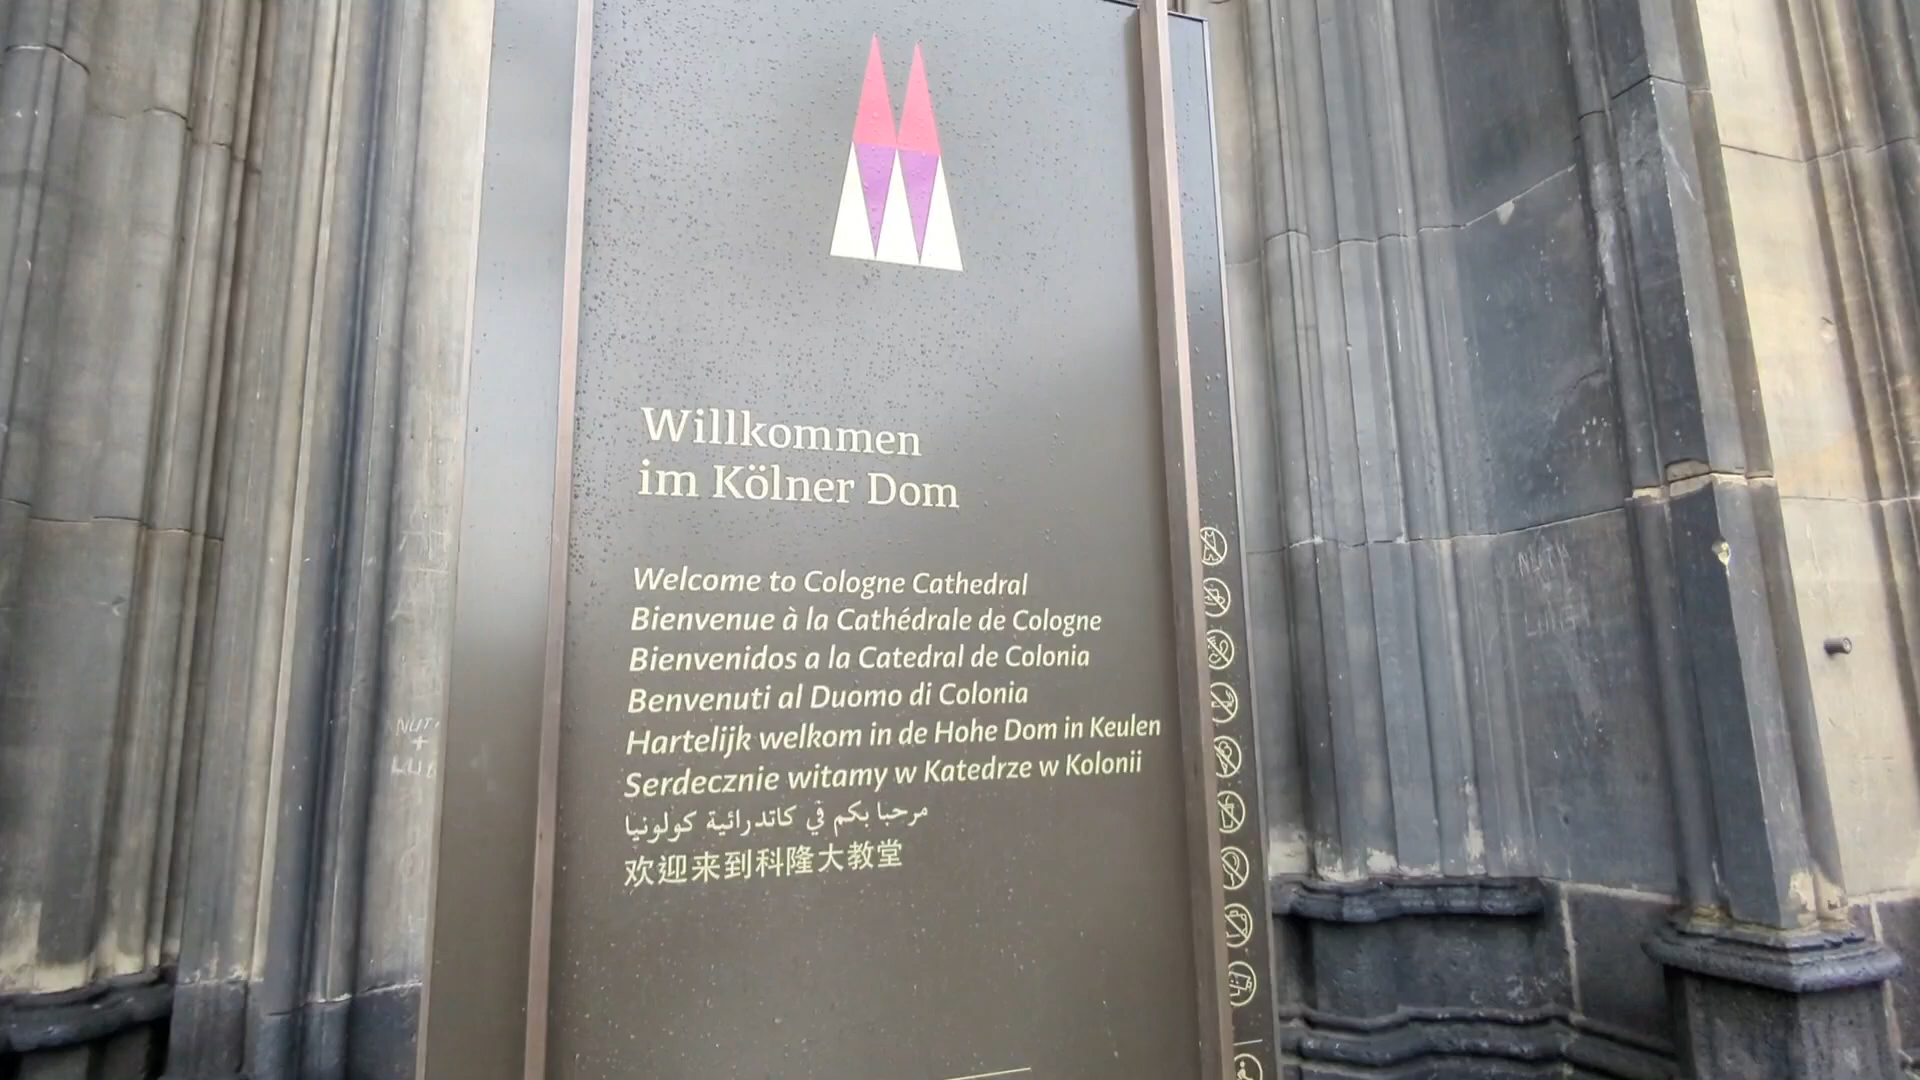 Willkommen
im Kölner Dom
Welcome to Cologne Cathedral
Bienvenue à la Cathédrale de Cologne
Bienvenidos a la Catedral de Colonia
Benvenuti al Duomo di Colonia
Hartelijk welkom in de Hohe Dom in Keulen
Serdecznie witamy w Katedrze w Kolonii
مرحبا بكم في كاتدرائية كولونيا
欢迎来到科隆大教堂